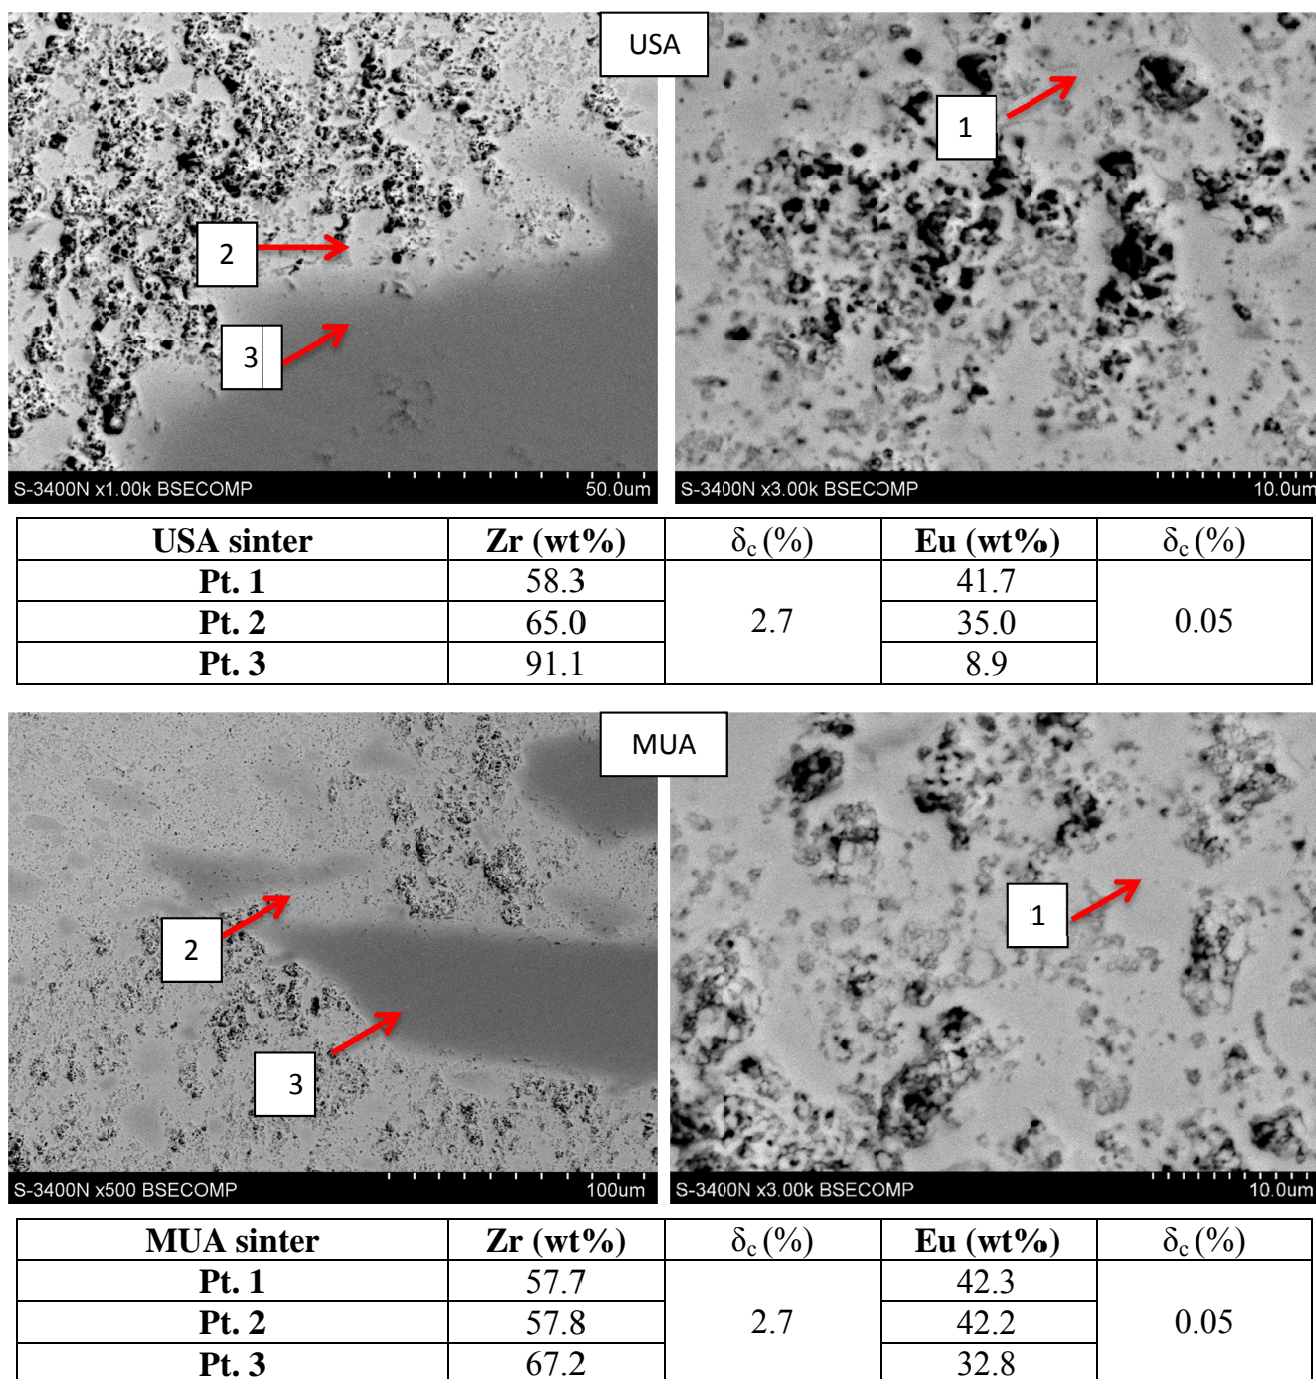 USA
1
2
3
S-3400N x1.00k BSECOMP 50.0um
S-3400N x3.00k BSECOMP 10.0um
USA sinter Zr (wt%) δc (%) Eu (wt%) δc (%)
Pt. 1 58.3 41.7
Pt. 2 65.0 2.7 35.0 0.05
Pt. 3 91.1 8.9
MUA
1
2
3
S-3400N x500 BSECOMP 100um
S-3400N x3.00k BSECOMP 10.0um
MUA sinter Zr (wt%) δc (%) Eu (wt%) δc (%)
Pt. 1 57.7 42.3
Pt. 2 57.8 2.7 42.2 0.05
Pt. 3 67.2 32.8